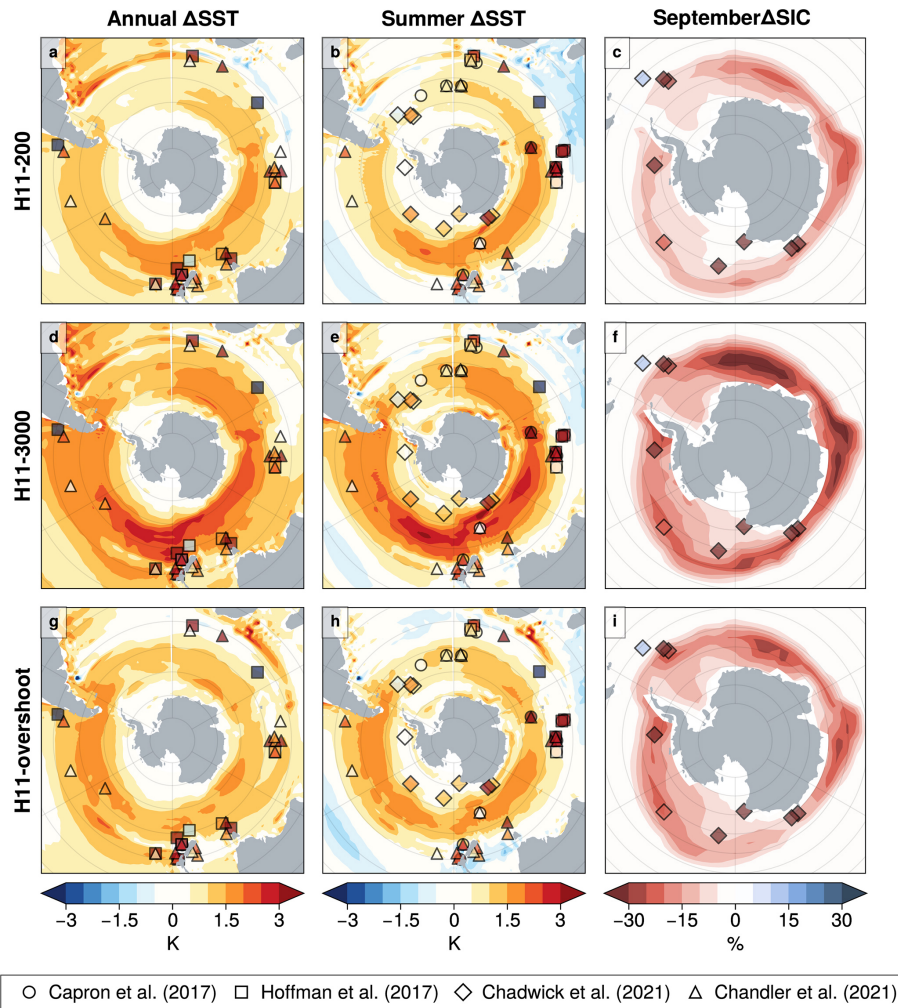 Annual ΔSST Summer ΔSST SeptemberΔSIC
H11-200
a b c
H11-3000
d e f
H11-overshoot
g h i
−3 −1.5 0 1.5 3 −3 −1.5 0 1.5 3 −30 −15 0 15 30
K K %
Capron et al. (2017) Hoffman et al. (2017) Chadwick et al. (2021) Chandler et al. (2021)